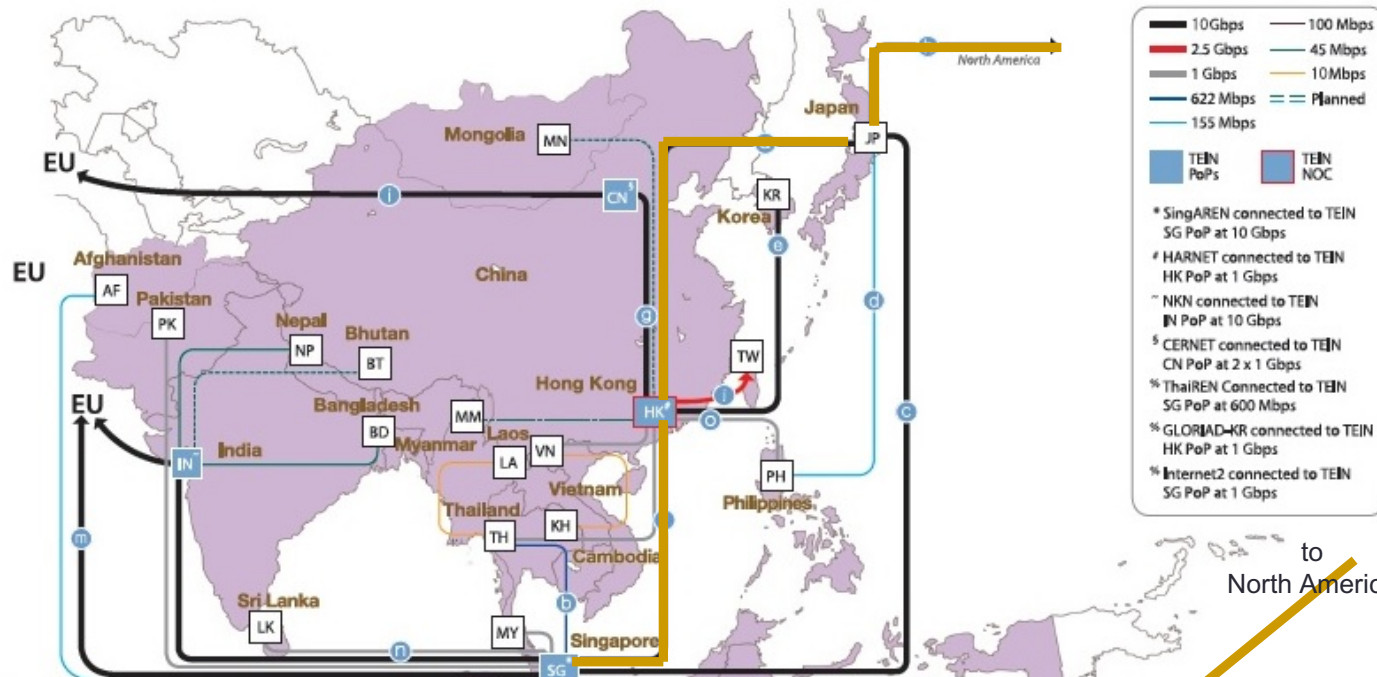 North America
Japan
Mongolia
MN
JP
EU
i
CN§
KR
Korea
e
EU
Afghanistan
AF
China
Pakistan
PK
g
d
Nepal
NP
Bhutan
BT
TW
Hong Kong
j
EU
HK#
o
c
Bangladesh
BD
MM
Myanmar
Laos
LA
VN
IN~
India
PH
Vietnam
Philippines
Thailand
TH
KH
Cambodia
m
b
Sri Lanka
LK
MY
Singapore
n
SG*
10Gbps
100 Mbps
2.5 Gbps
45 Mbps
1 Gbps
10Mbps
622 Mbps
Planned
155 Mbps
TEIN
PoPs
TEIN
NOC
* SingAREN connected to TEIN
SG PoP at 10 Gbps
# HARNET connected to TEIN
HK PoP at 1 Gbps
~ NKN connected to TEIN
IN PoP at 10 Gbps
§ CERNET connected to TEIN
CN PoP at 2 x 1 Gbps
% ThaiREN Connected to TEIN
SG PoP at 600 Mbps
% GLORIAD-KR connected to TEIN
HK PoP at 1 Gbps
% Internet2 connected to TEIN
SG PoP at 1 Gbps
to
North Americ